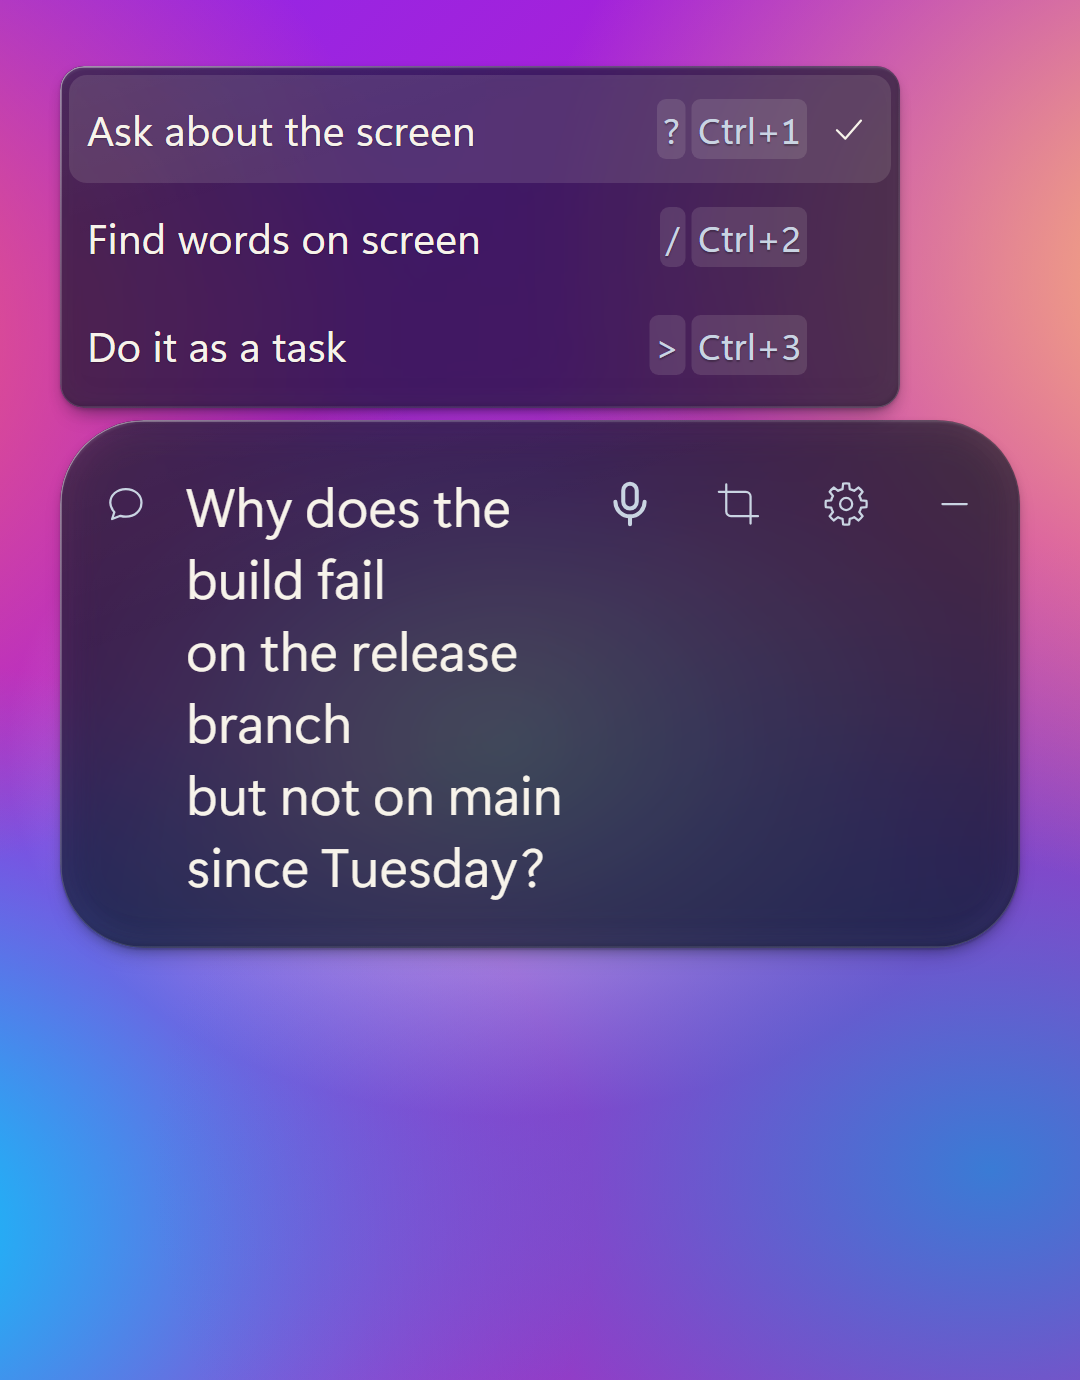 Ask about the screen ? Ctrl+1
Find words on screen / Ctrl+2
Do it as a task > Ctrl+3
Why does the
build fail
on the release
branch
but not on main
since Tuesday?